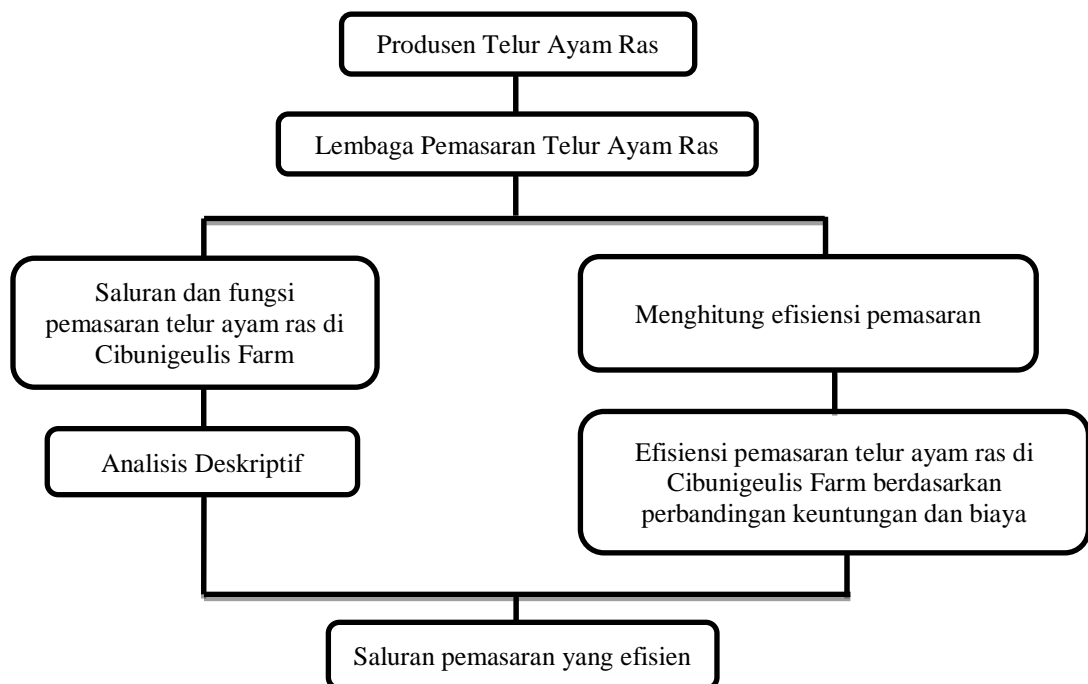 Produsen Telur Ayam Ras
Lembaga Pemasaran Telur Ayam Ras
Saluran dan fungsi
pemasaran telur ayam ras di
Cibunigeulis Farm
Analisis Deskriptif
Menghitung efisiensi pemasaran
Efisiensi pemasaran telur ayam ras di
Cibunigeulis Farm berdasarkan
perbandingan keuntungan dan biaya
Saluran pemasaran yang efisien